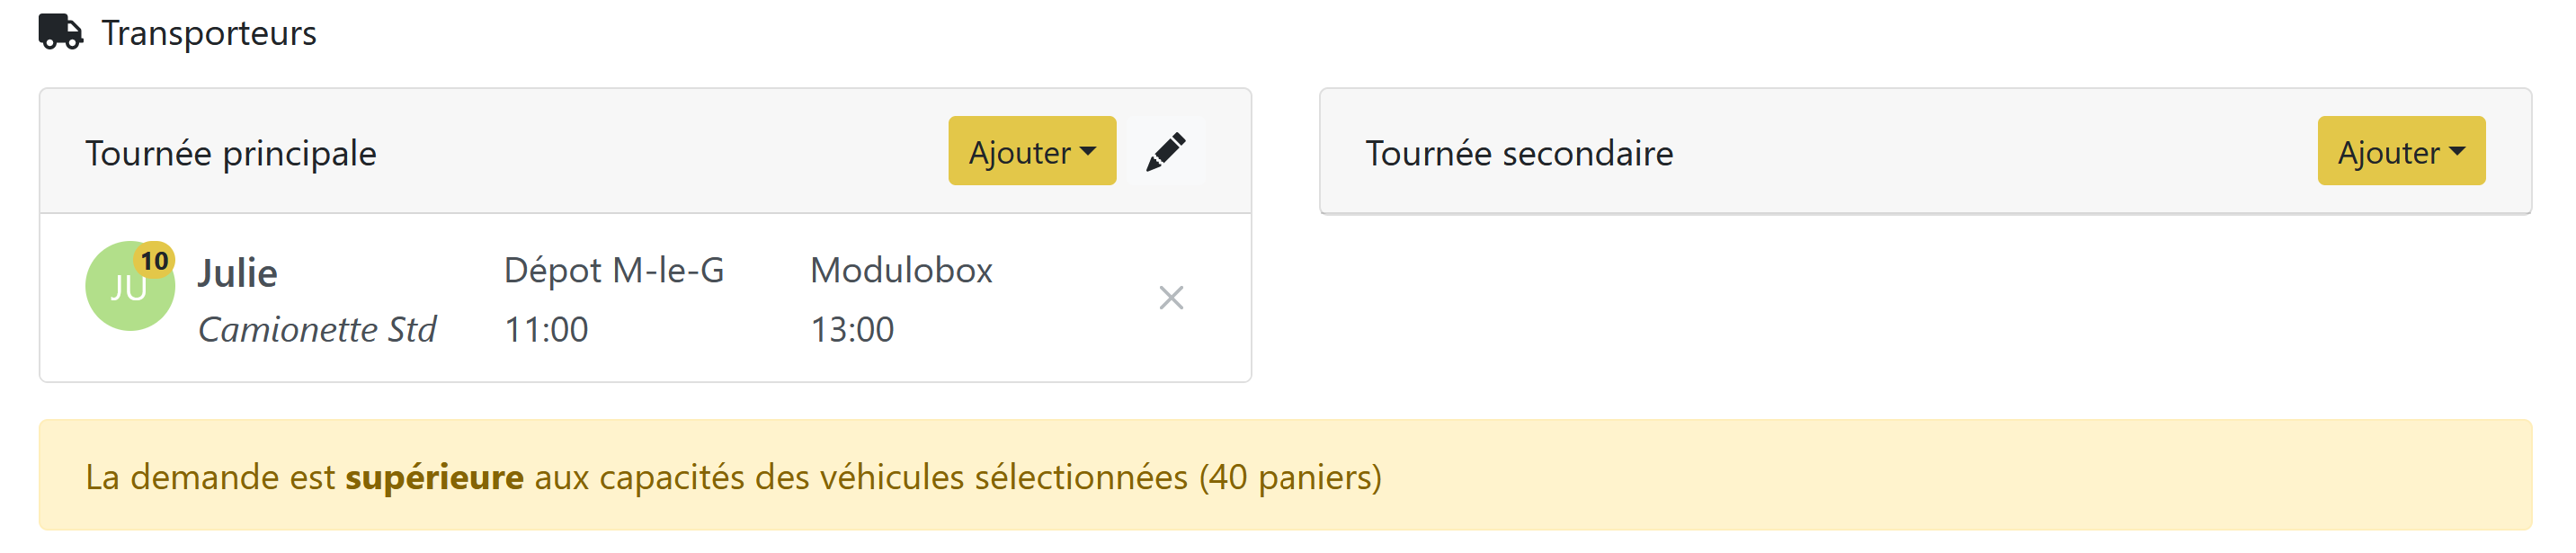 Transporteurs
Tournée principale
Ajouter
10
JU
Julie
Camionette Std
Dépot M-le-G
11:00
Modulobox
13:00
Tournée secondaire
Ajouter
La demande est supérieure aux capacités des véhicules sélectionnées (40 paniers)